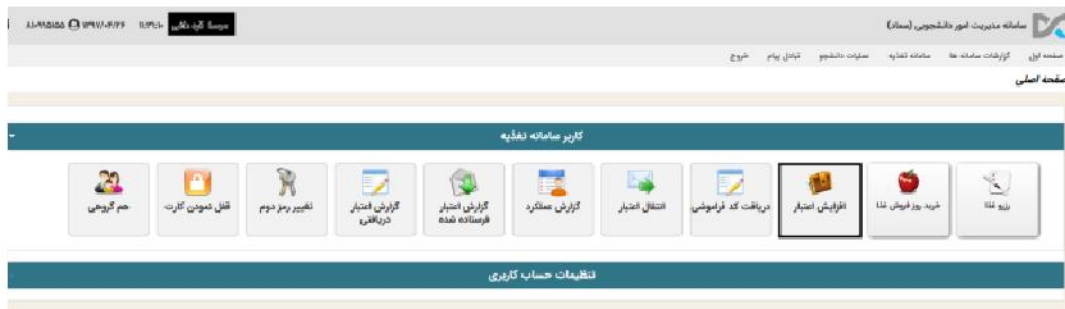 سامانه مدیریت امور دانشجویی (سماد)
صفحه اول گزارشات سامانه ها سامانه تغذیه عملیات دانشجو تبادل پیام خروج
صفحه اصلی
کاربر سامانه تغذیه
رزرو غذا
خرید روز فروش غذا
افزایش اعتبار
دریافت کد فراموشی
انتقال اعتبار
گزارش عملکرد
گزارش اعتبار
فرستاده شده
گزارش اعتبار
دریافتی
تغییر رمز دوم
قفل نمودن کارت
هم گروهی
تنظیمات حساب کاربری